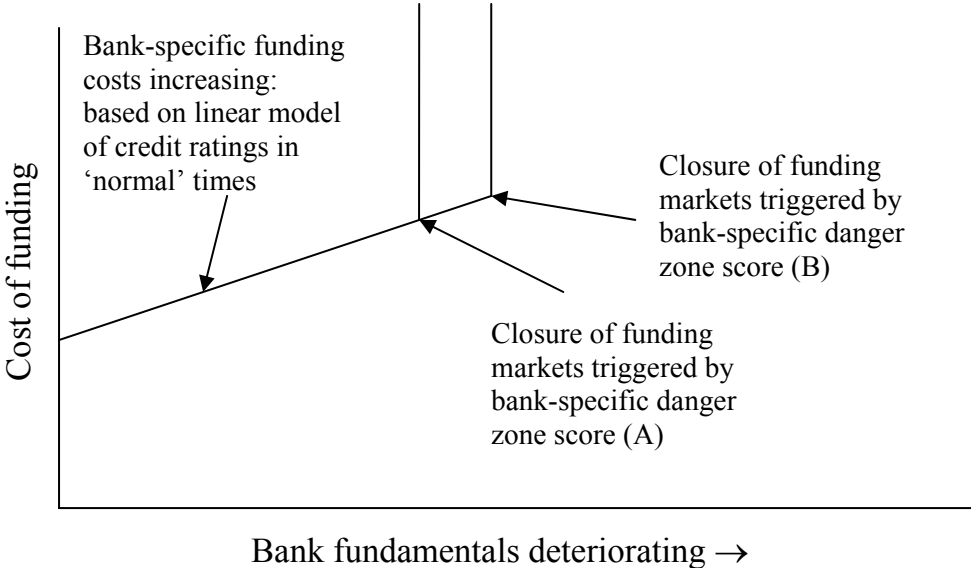 Bank-specific funding
costs increasing:
based on linear model
of credit ratings in
‘normal’ times
Cost of funding
Closure of funding
markets triggered by
bank-specific danger
zone score (B)
Closure of funding
markets triggered by
bank-specific danger
zone score (A)
Bank fundamentals deteriorating →